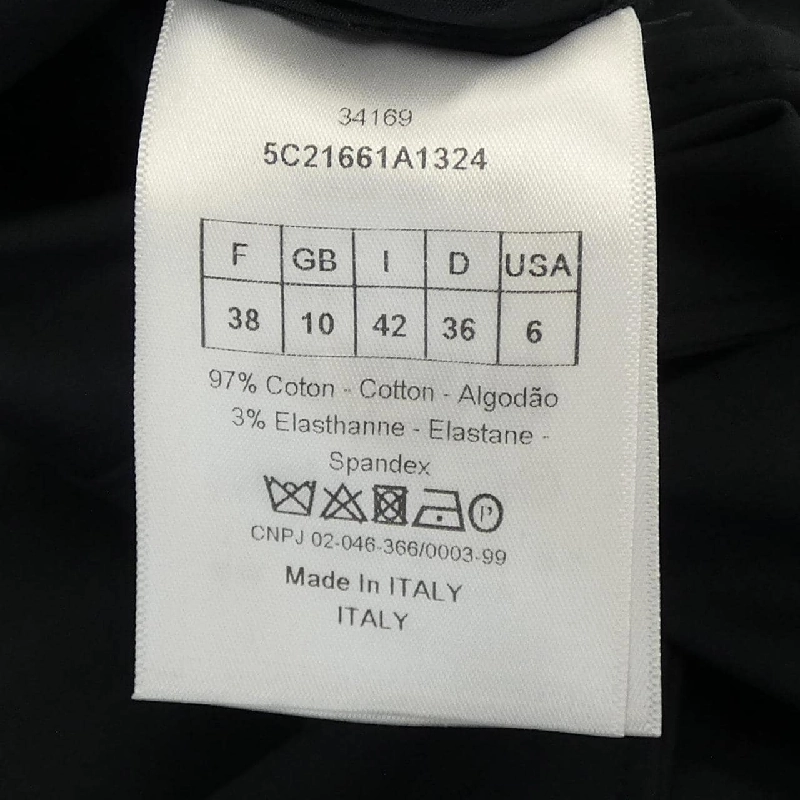 34169
5C21661A1324
F GB I D USA
38 10 42 36 6
97% Coton - Cotton - Algodão
3% Elasthanne - Elastane -
Spandex
P
CNPJ 02-046-366/0003-99
Made In ITALY
ITALY